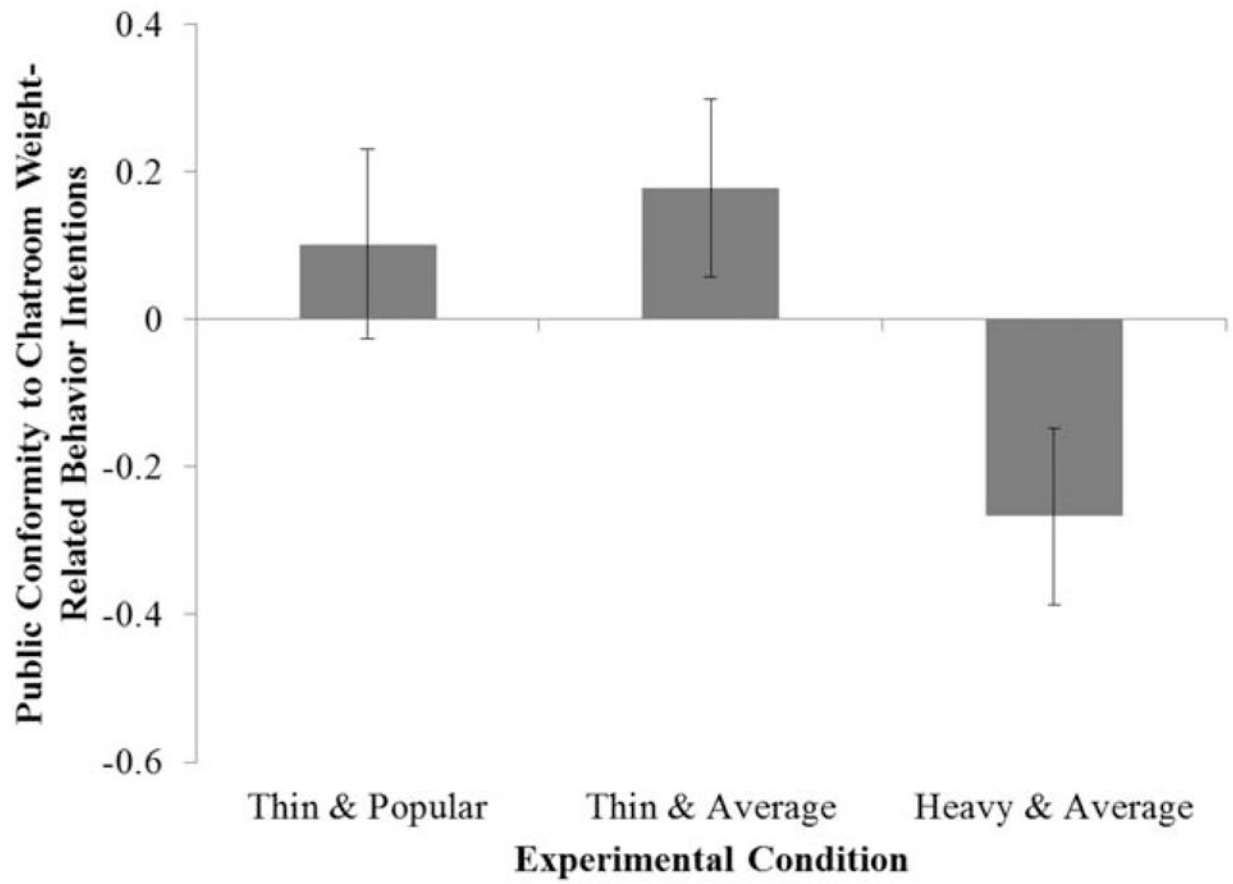 Public Conformity to Chatroom Weight-
Related Behavior Intentions
0.4
0.2
0
-0.2
-0.4
-0.6
Thin & Popular
Thin & Average
Heavy & Average
Experimental Condition